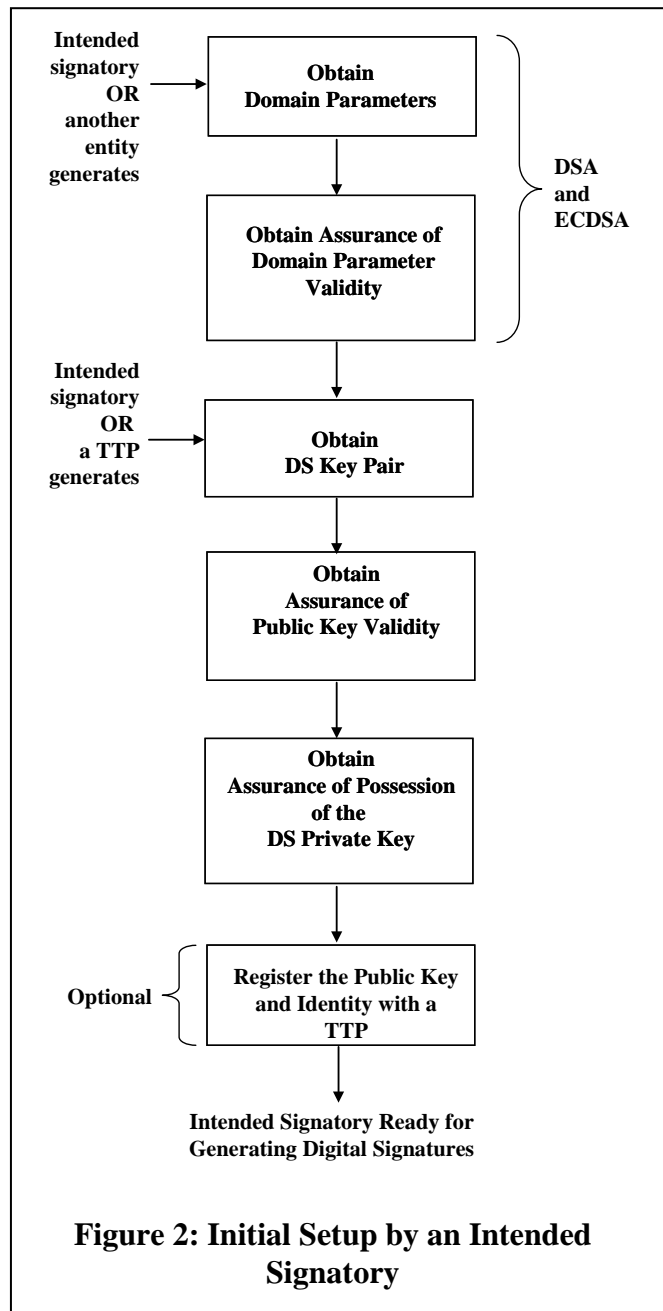 Intended
signatory
OR
another
entity
generates
Obtain
Domain Parameters
DSA
and
ECDSA
Obtain Assurance of
Domain Parameter
Validity
Intended
signatory
OR
a TTP
generates
Obtain
DS Key Pair
Obtain
Assurance of
Public Key Validity
Obtain
Assurance of Possession
of the
DS Private Key
Optional
Register the Public Key
and Identity with a
TTP
Intended Signatory Ready for
Generating Digital Signatures
Figure 2: Initial Setup by an Intended
Signatory